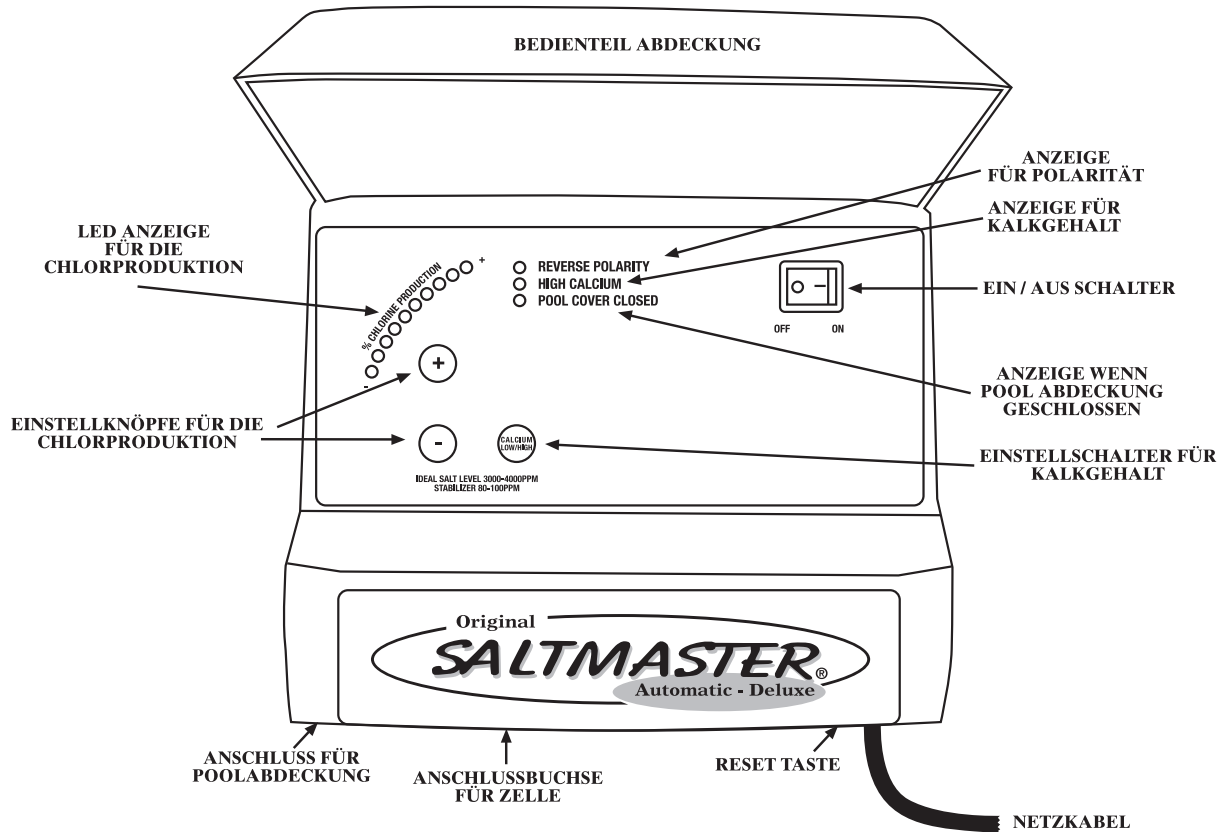 BEDIENTEIL ABDECKUNG
ANZEIGE
FÜR POLARITÄT
ANZEIGE FÜR
KALKGEHALT
LED ANZEIGE
FÜR DIE
CHLORPRODUKTION
% CHLORINE PRODUCTION
+
-
REVERSE POLARITY
HIGH CALCIUM
POOL COVER CLOSED
OFF ON
EIN / AUS SCHALTER
ANZEIGE WENN
POOL ABDECKUNG
GESCHLOSSEN
+
EINSTELLKNÖPFE FÜR DIE
CHLORPRODUKTION
-
CALCIUM
LOW/HIGH
EINSTELLSCHALTER FÜR
KALKGEHALT
IDEAL SALT LEVEL 3000-4000PPM
STABILIZER 80-100PPM
Original
SALTMASTER®
Automatic - Deluxe
ANSCHLUSS FÜR
POOLABDECKUNG
ANSCHLUSSBUCHSE
FÜR ZELLE
RESET TASTE
NETZKABEL